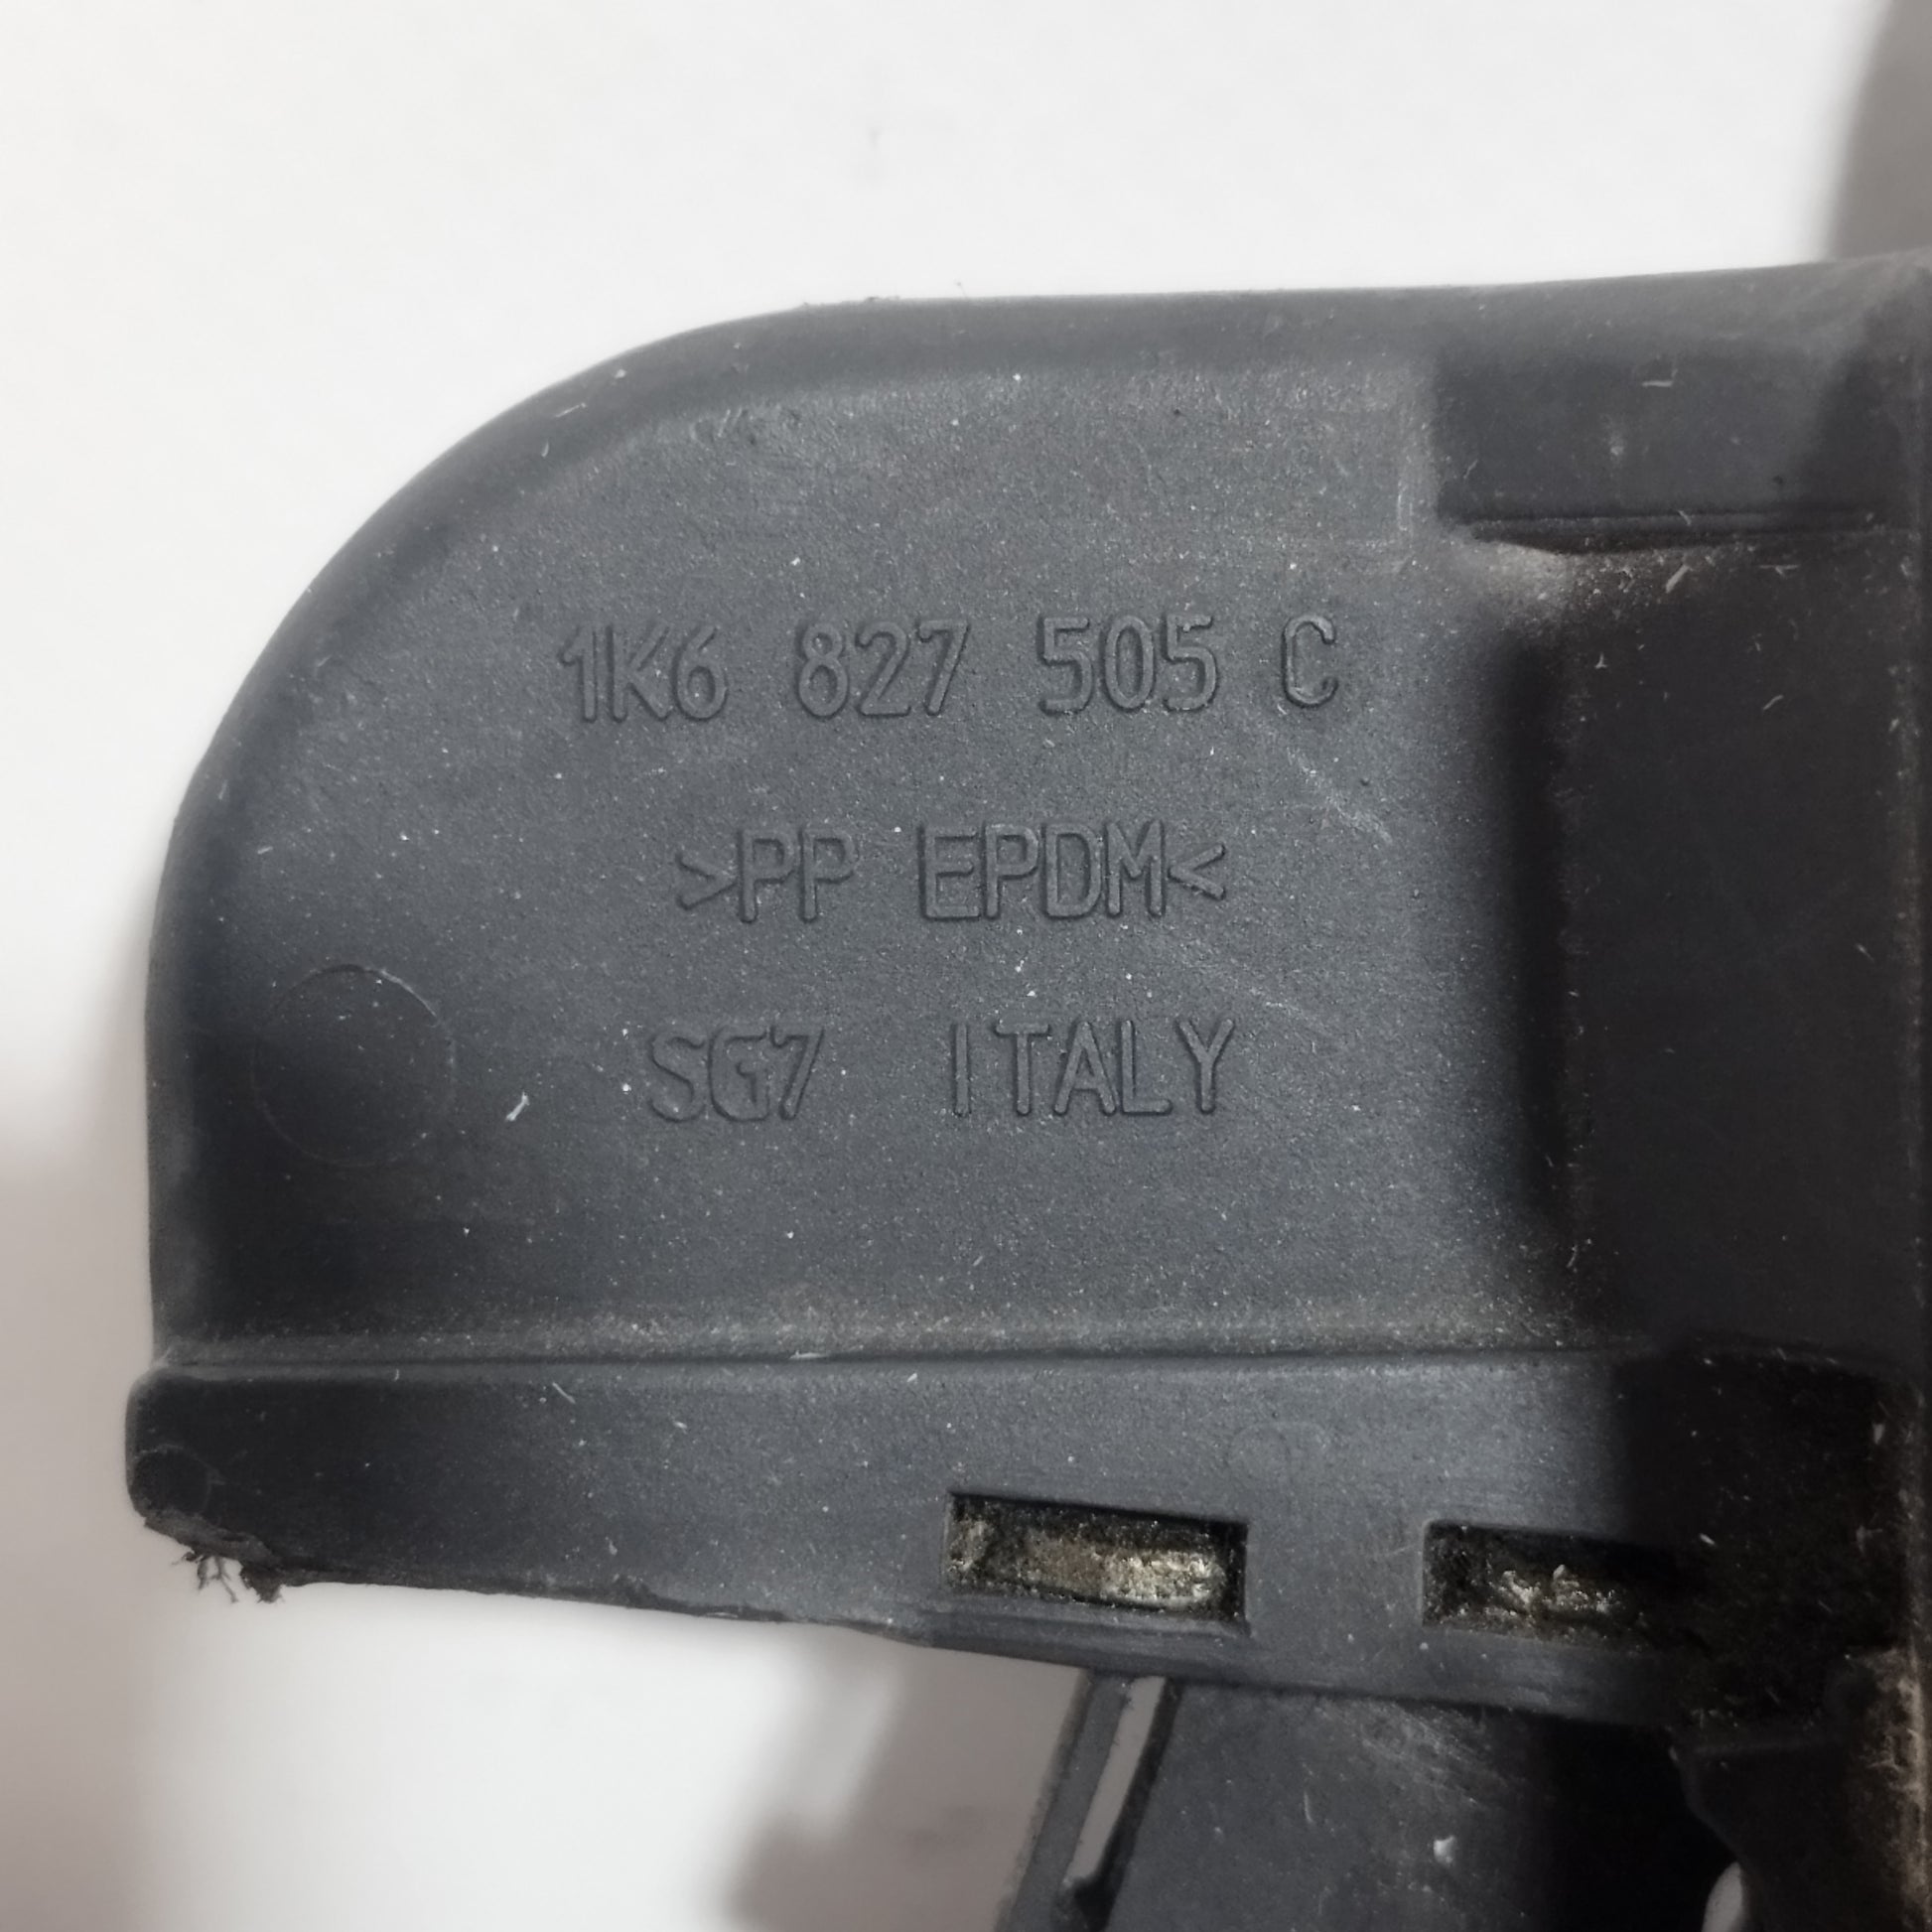 1K6 827 505 C
>PP EPDM<
SG7 ITALY